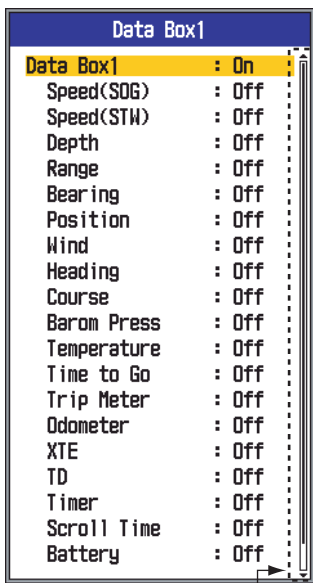 Data Box1
Data Box1 : On
Speed(SOG) : Off
Speed(STW) : Off
Depth : Off
Range : Off
Bearing : Off
Position : Off
Wind : Off
Heading : Off
Course : Off
Barom Press : Off
Temperature : Off
Time to Go : Off
Trip Meter : Off
Odometer : Off
XTE : Off
TD : Off
Timer : Off
Scroll Time : Off
Battery : Off